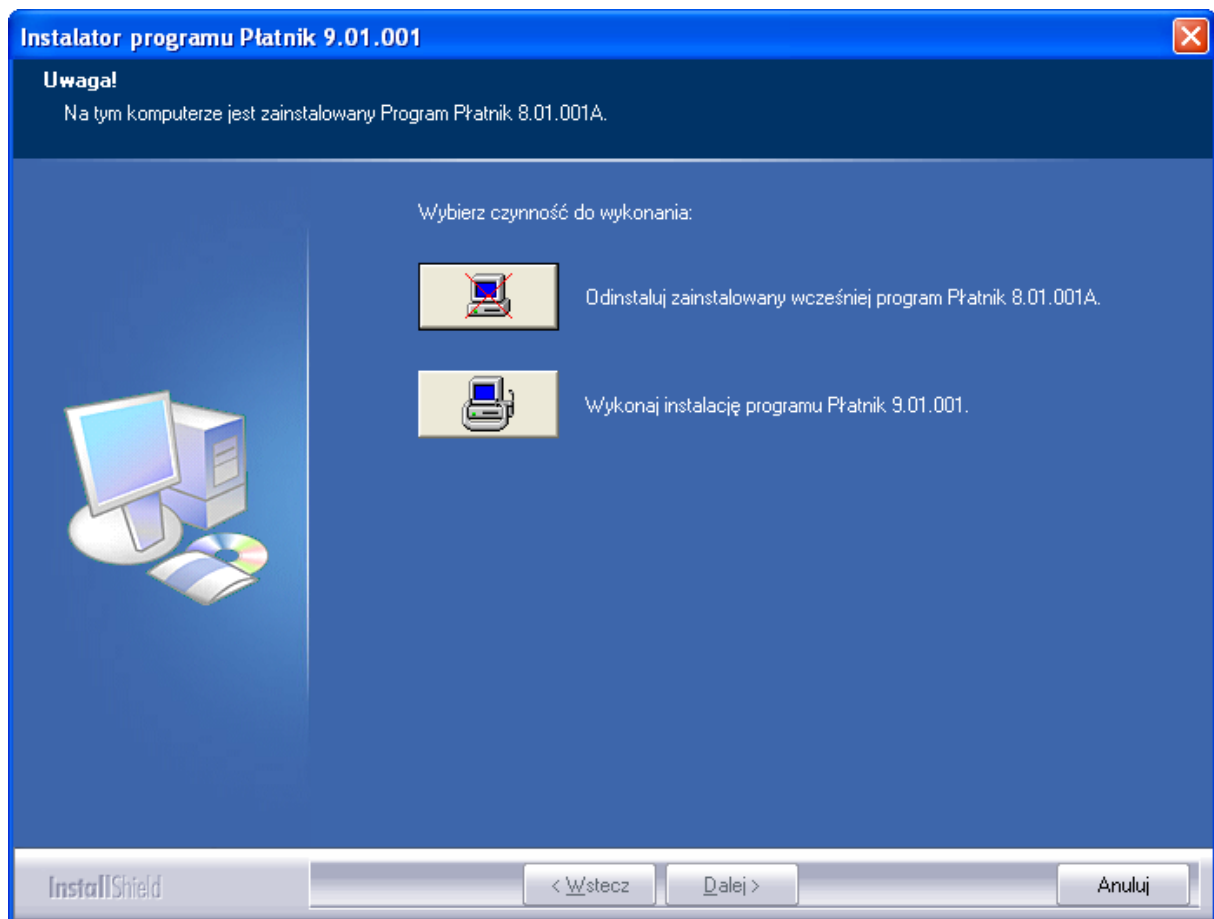 Instalator programu Płatnik 9.01.001
Uwaga!
Na tym komputerze jest zainstalowany Program Płatnik 8.01.001A.
Wybierz czynność do wykonania:
Odinstaluj zainstalowany wcześniej program Płatnik 8.01.001A.
Wykonaj instalację programu Płatnik 9.01.001.
InstallShield
< Wstecz
Dalej >
Anuluj